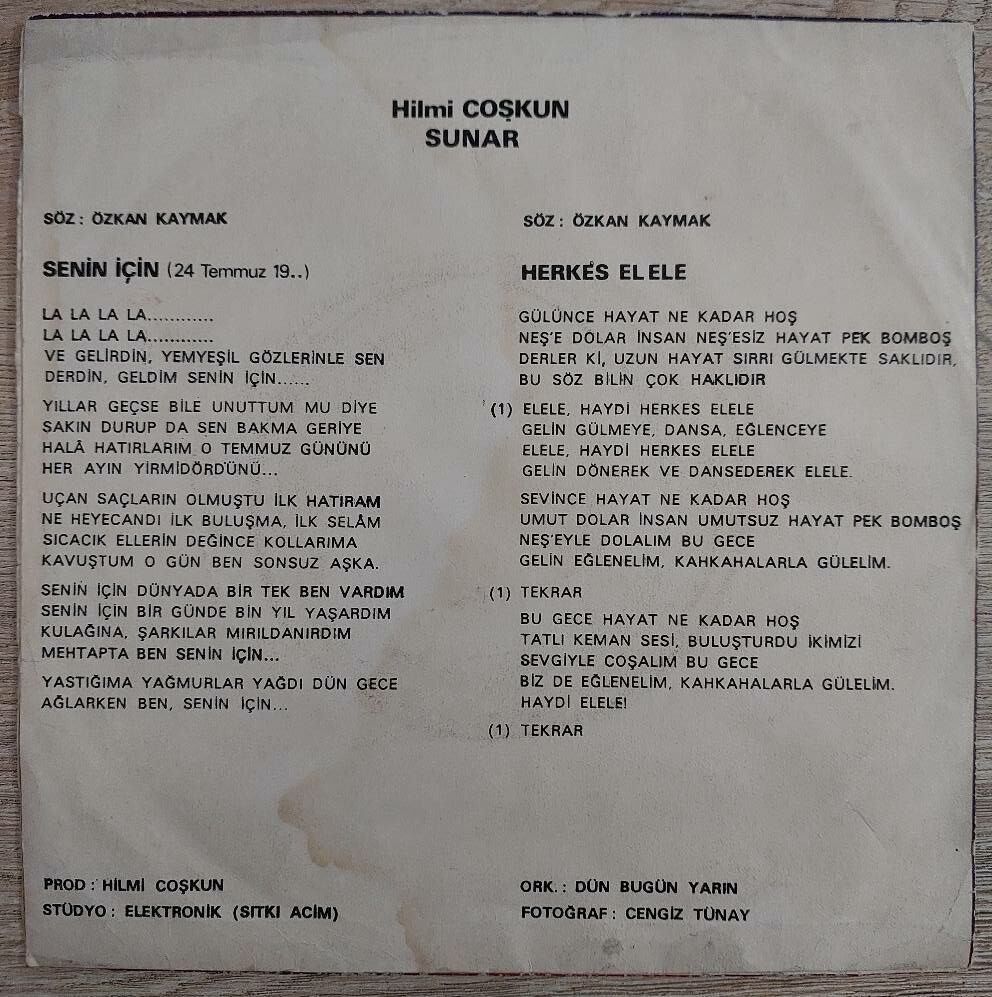 Hilmi COŞKUN
SUNAR
SÖZ: ÖZKAN KAYMAK
SENİN İÇİN (24 Temmuz 19..)
LA LA LA LA............
LA LA LA LA............
VE GELİRDİN, YEMYEŞİL GÖZLERİNLE SEN
DERDİN, GELDİM SENİN İÇİN......
YILLAR GEÇSE BİLE UNUTTUM MU DİYE
SAKIN DURUP DA SEN BAKMA GERİYE
HALÂ HATIRLARIM O TEMMUZ GÜNÜNÜ
HER AYIN YİRMİDÖRDÜNÜ...
UÇAN SAÇLARIN OLMUŞTU İLK HATIRAM
NE HEYECANDI İLK BULUŞMA, İLK SELÂM
SICACIK ELLERİN DEĞİNCE KOLLARIMA
KAVUŞTUM O GÜN BEN SONSUZ AŞKA.
SENİN İÇİN DÜNYADA BİR TEK BEN VARDIM
SENİN İÇİN BİR GÜNDE BİN YIL YAŞARDIM
KULAĞINA, ŞARKILAR MIRILDANIRDIM
MEHTAPTA BEN SENİN İÇİN...
YASTIĞIMA YAĞMURLAR YAĞDI DÜN GECE
AĞLARKEN BEN, SENİN İÇİN...
PROD: HİLMİ COŞKUN
STÜDYO: ELEKTRONİK (SITKI ACİM)
SÖZ: ÖZKAN KAYMAK
HERKES ELELE
GÜLÜNCE HAYAT NE KADAR HOŞ
NEŞ'E DOLAR İNSAN NEŞ'ESİZ HAYAT PEK BOMBOŞ
DERLER Kİ, UZUN HAYAT SIRRI GÜLMEKTE SAKLIDIR,
BU SÖZ BİLİN ÇOK HAKLIDIR
(1) ELELE, HAYDİ HERKES ELELE
GELİN GÜLMEYE, DANSA, EĞLENCEYE
ELELE, HAYDİ HERKES ELELE
GELİN DÖNEREK VE DANSEDEREK ELELE.
SEVİNCE HAYAT NE KADAR HOŞ
UMUT DOLAR İNSAN UMUTSUZ HAYAT PEK BOMBOŞ
NEŞ'EYLE DOLALIM BU GECE
GELİN EĞLENELİM, KAHKAHALARLA GÜLELİM.
(1) TEKRAR
BU GECE HAYAT NE KADAR HOŞ
TATLI KEMAN SESİ, BULUŞTURDU İKİMİZİ
SEVGİYLE COŞALIM BU GECE
BİZ DE EĞLENELİM, KAHKAHALARLA GÜLELİM.
HAYDİ ELELE!
(1) TEKRAR
ORK.: DÜN BUGÜN YARIN
FOTOĞRAF: CENGİZ TÜNAY